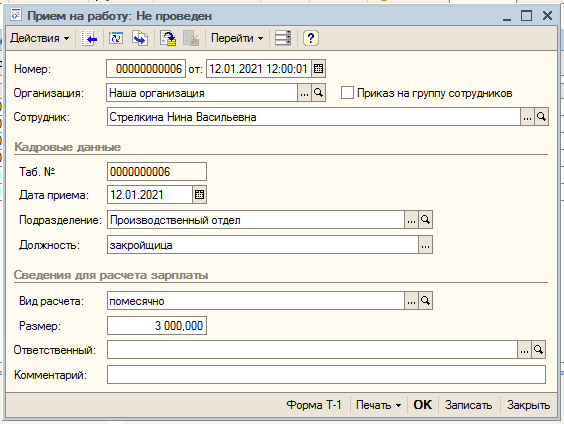 Прием на работу: Не проведен
Действия Перейти ?
Номер: 00000000006 от: 12.01.2021 12:00:01
Организация: Наша организация ... Приказ на группу сотрудников
Сотрудник: Стрелкина Нина Васильевна ...
Кадровые данные
Таб. № 0000000006
Дата приема: 12.01.2021
Подразделение: Производственный отдел ...
Должность: закройщица ...
Сведения для расчета зарплаты
Вид расчета: помесячно ...
Размер: 3 000,000
Ответственный: ...
Комментарий:
Форма Т-1 Печать OK Записать Закрыть